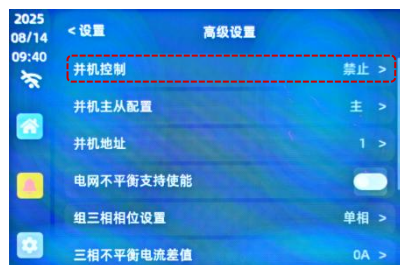 2025
08/14
09:40
< 设置
高级设置
并机控制 禁止 >
并机主从配置 主 >
并机地址 1 >
电网不平衡支持使能
组三相相位设置 单相 >
三相不平衡电流差值 0A >